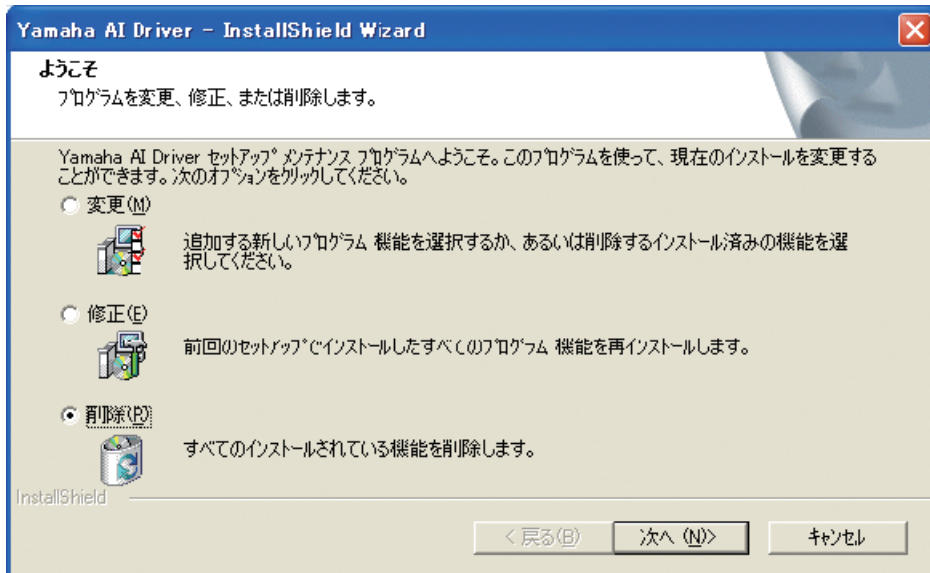 Yamaha AI Driver - InstallShield Wizard
ようこそ
プログラムを変更、修正、または削除します。
Yamaha AI Driver セットアップ メンテナンス プログラムへようこそ。このプログラムを使って、現在のインストールを変更する
ことができます。次のオプションをクリックしてください。
変更(M)
追加する新しいプログラム 機能を選択するか、あるいは削除するインストール済みの機能を選
択してください。
修正(E)
前回のセットアップでインストールしたすべてのプログラム 機能を再インストールします。
削除(P)
すべてのインストールされている機能を削除します。
InstallShield
< 戻る(B)
次へ (N)>
キャンセル